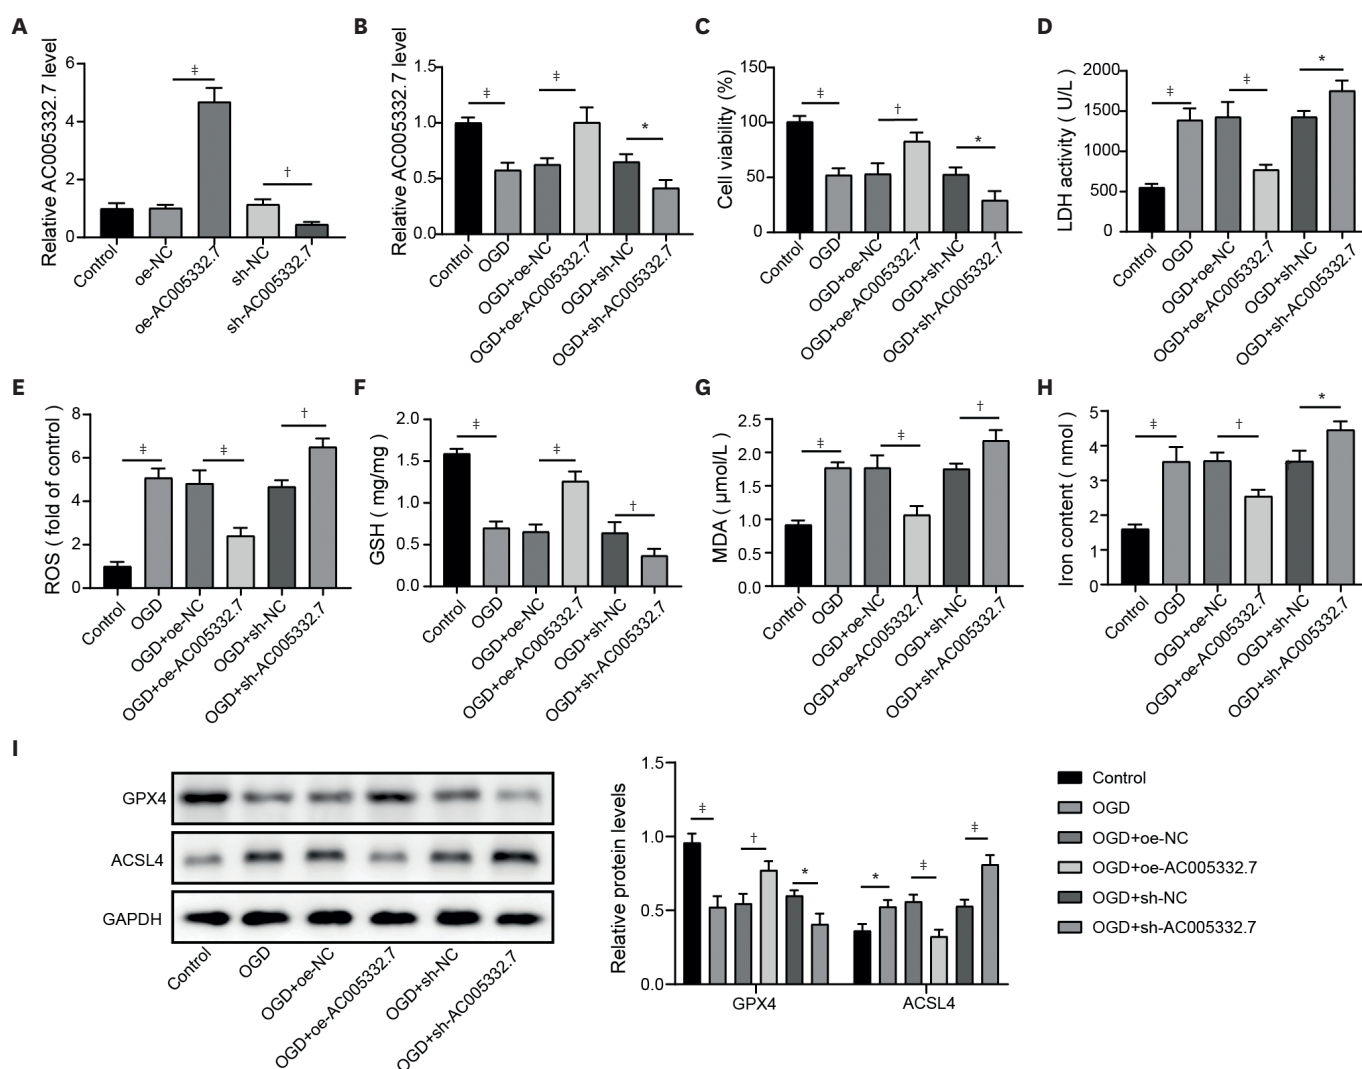 A
Relative AC005332.7 level
6
4
2
0
‡
†
Control
oe-NC
oe-AC005332.7
sh-NC
sh-AC005332.7
B
Relative AC005332.7 level
1.5
1.0
0.5
0.0
‡
‡
*
Control
OGD
OGD+oe-NC
OGD+oe-AC005332.7
OGD+sh-NC
OGD+sh-AC005332.7
C
Cell viability (%)
150
100
50
0
‡
†
*
Control
OGD
OGD+oe-NC
OGD+oe-AC005332.7
OGD+sh-NC
OGD+sh-AC005332.7
D
LDH activity ( U/L )
2000
1500
1000
500
0
‡
‡
*
Control
OGD
OGD+oe-NC
OGD+oe-AC005332.7
OGD+sh-NC
OGD+sh-AC005332.7
E
ROS ( fold of control )
8
6
4
2
0
‡
‡
†
Control
OGD
OGD+oe-NC
OGD+oe-AC005332.7
OGD+sh-NC
OGD+sh-AC005332.7
F
GSH ( mg/mg )
2.0
1.5
1.0
0.5
0.0
‡
‡
†
Control
OGD
OGD+oe-NC
OGD+oe-AC005332.7
OGD+sh-NC
OGD+sh-AC005332.7
G
MDA ( μmol/L )
2.5
2.0
1.5
1.0
0.5
0.0
‡
‡
†
Control
OGD
OGD+oe-NC
OGD+oe-AC005332.7
OGD+sh-NC
OGD+sh-AC005332.7
H
Iron content ( nmol )
5
4
3
2
1
0
‡
†
*
Control
OGD
OGD+oe-NC
OGD+oe-AC005332.7
OGD+sh-NC
OGD+sh-AC005332.7
I
GPX4
ACSL4
GAPDH
Control
OGD
OGD+oe-NC
OGD+oe-AC005332.7
OGD+sh-NC
OGD+sh-AC005332.7
Relative protein levels
1.5
1.0
0.5
0.0
‡
†
*
*
‡
‡
GPX4
ACSL4
Control
OGD
OGD+oe-NC
OGD+oe-AC005332.7
OGD+sh-NC
OGD+sh-AC005332.7